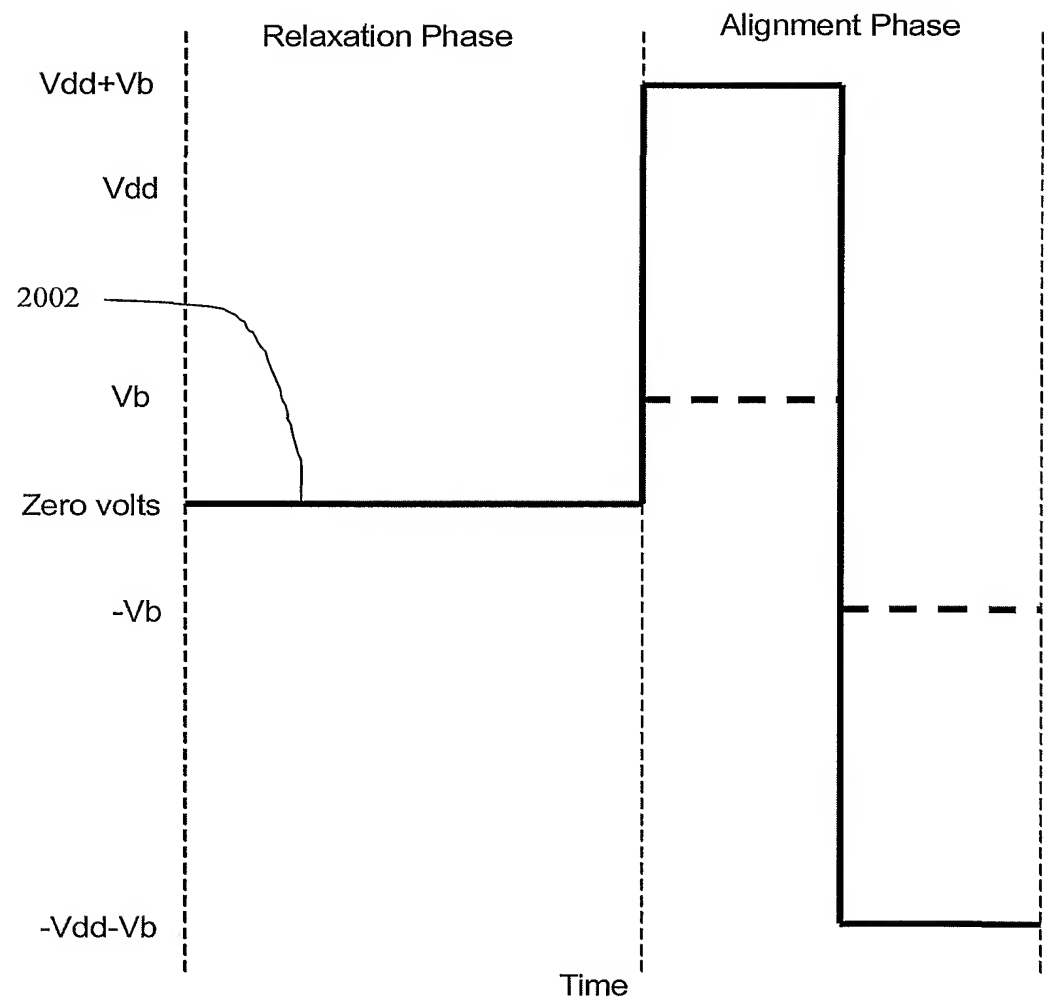 Relaxation Phase
Alignment Phase
Vdd+Vb
Vdd
2002
Vb
Zero volts
-Vb
-Vdd-Vb
Time